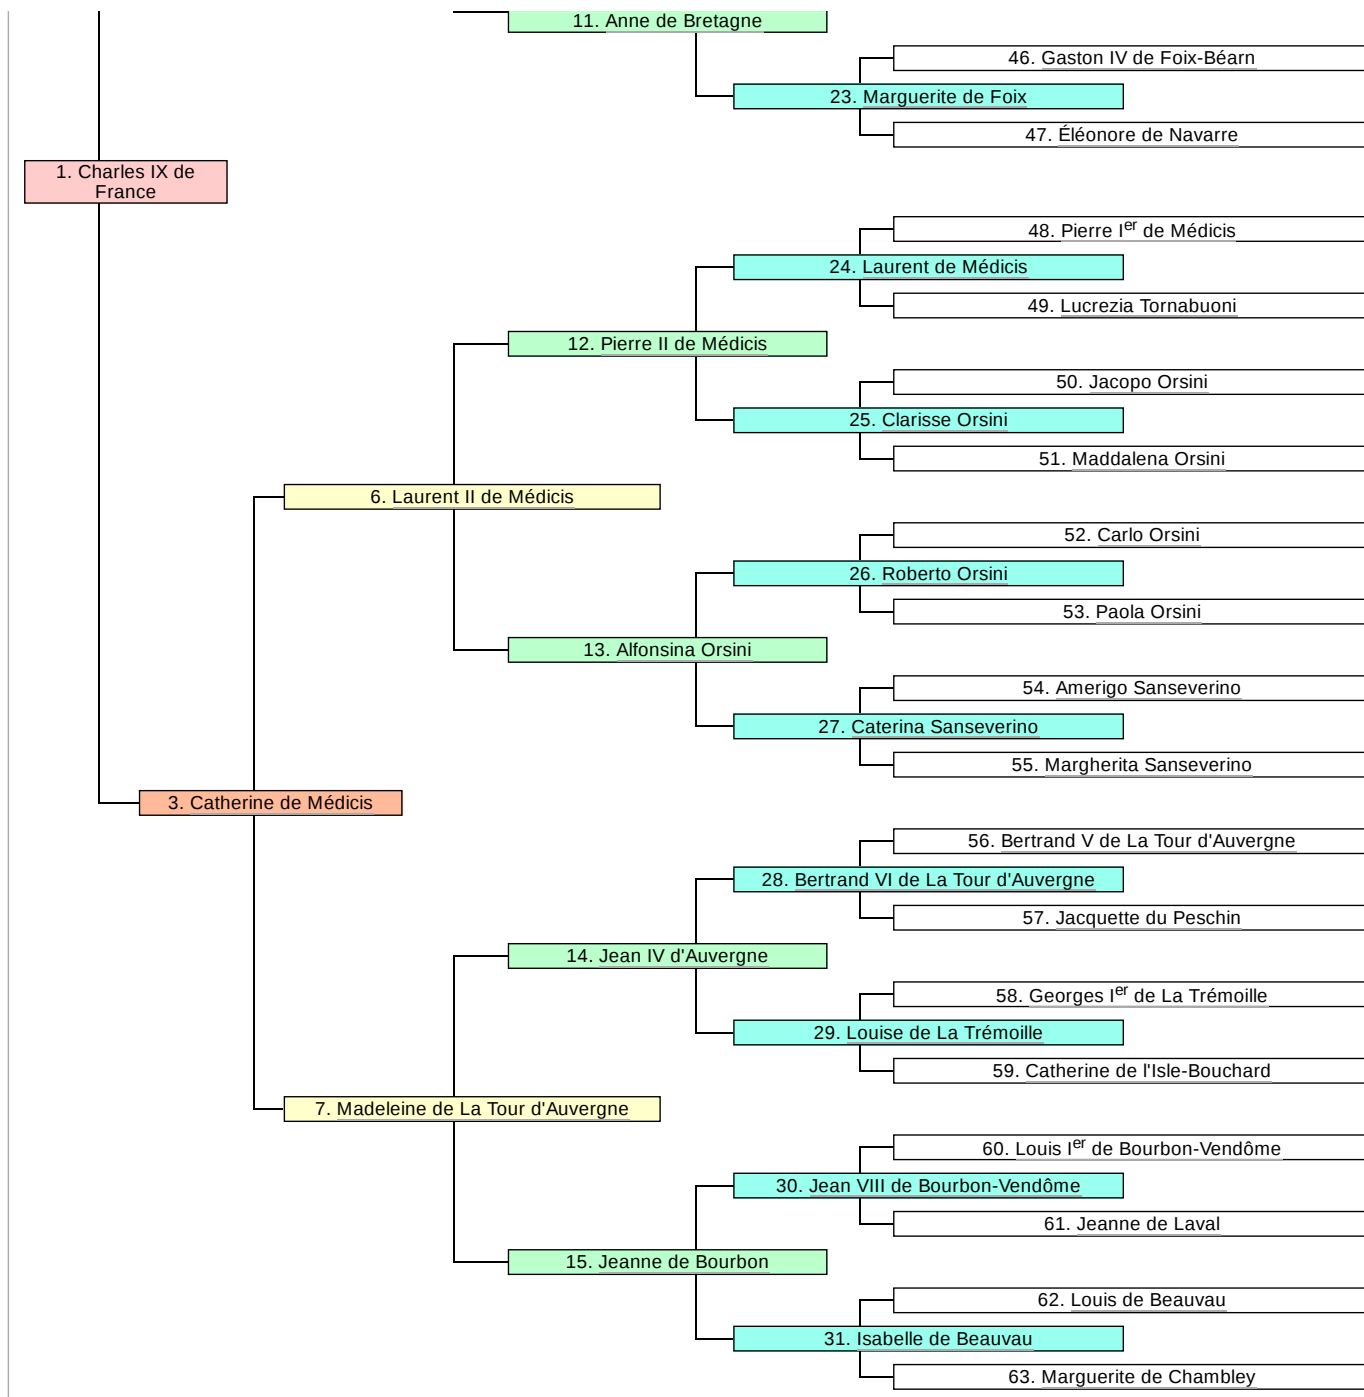 11. Anne de Bretagne
46. Gaston IV de Foix-Béarn
23. Marguerite de Foix
47. Éléonore de Navarre
1. Charles IX de
France
48. Pierre Ier de Médicis
24. Laurent de Médicis
49. Lucrezia Tornabuoni
12. Pierre II de Médicis
50. Jacopo Orsini
25. Clarisse Orsini
51. Maddalena Orsini
6. Laurent II de Médicis
52. Carlo Orsini
26. Roberto Orsini
53. Paola Orsini
13. Alfonsina Orsini
54. Amerigo Sanseverino
27. Caterina Sanseverino
55. Margherita Sanseverino
3. Catherine de Médicis
56. Bertrand V de La Tour d'Auvergne
28. Bertrand VI de La Tour d'Auvergne
57. Jacquette du Peschin
14. Jean IV d'Auvergne
58. Georges Ier de La Trémoille
29. Louise de La Trémoille
59. Catherine de l'Isle-Bouchard
7. Madeleine de La Tour d'Auvergne
60. Louis Ier de Bourbon-Vendôme
30. Jean VIII de Bourbon-Vendôme
61. Jeanne de Laval
15. Jeanne de Bourbon
62. Louis de Beauvau
31. Isabelle de Beauvau
63. Marguerite de Chambley